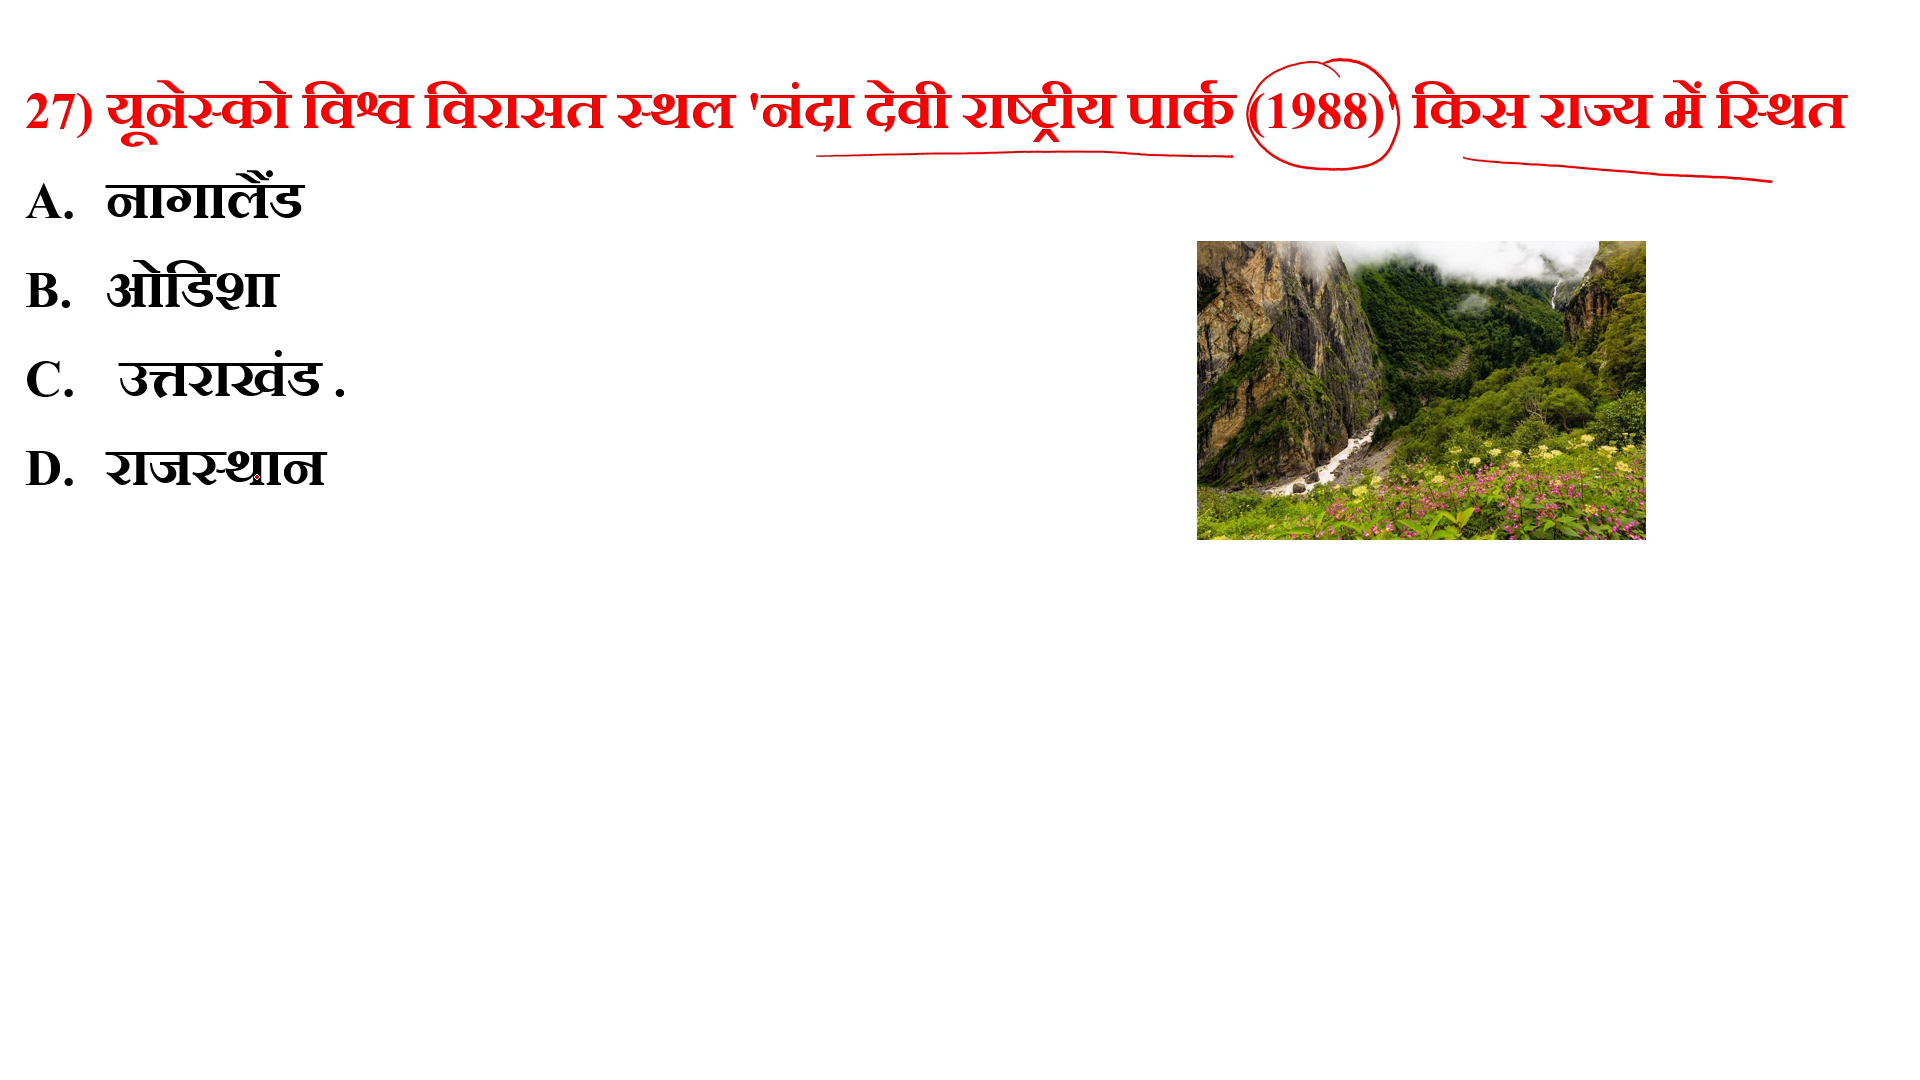 27) यूनेस्को विश्व विरासत स्थल 'नंदा देवी राष्ट्रीय पार्क (1988)' किस राज्य में स्थित
A. नागालैंड
B. ओडिशा
C. उत्तराखंड .
D. राजस्थान